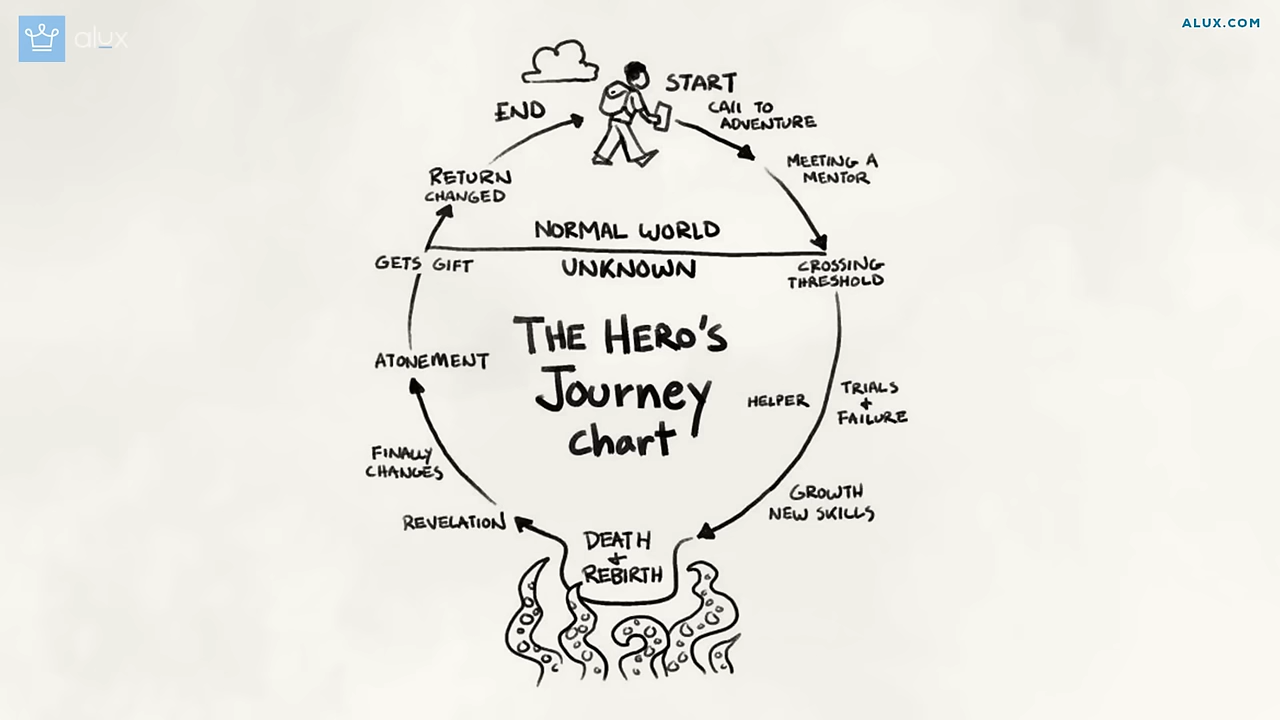 alux
ALUX.COM
START
CALL TO
ADVENTURE
MEETING A
MENTOR
CROSSING
THRESHOLD
HELPER
TRIALS
+
FAILURE
GROWTH
NEW SKILLS
DEATH
+
REBIRTH
REVELATION
FINALLY
CHANGES
ATONEMENT
GETS GIFT
RETURN
CHANGED
END
NORMAL WORLD
UNKNOWN
THE HERO'S
Journey
chart